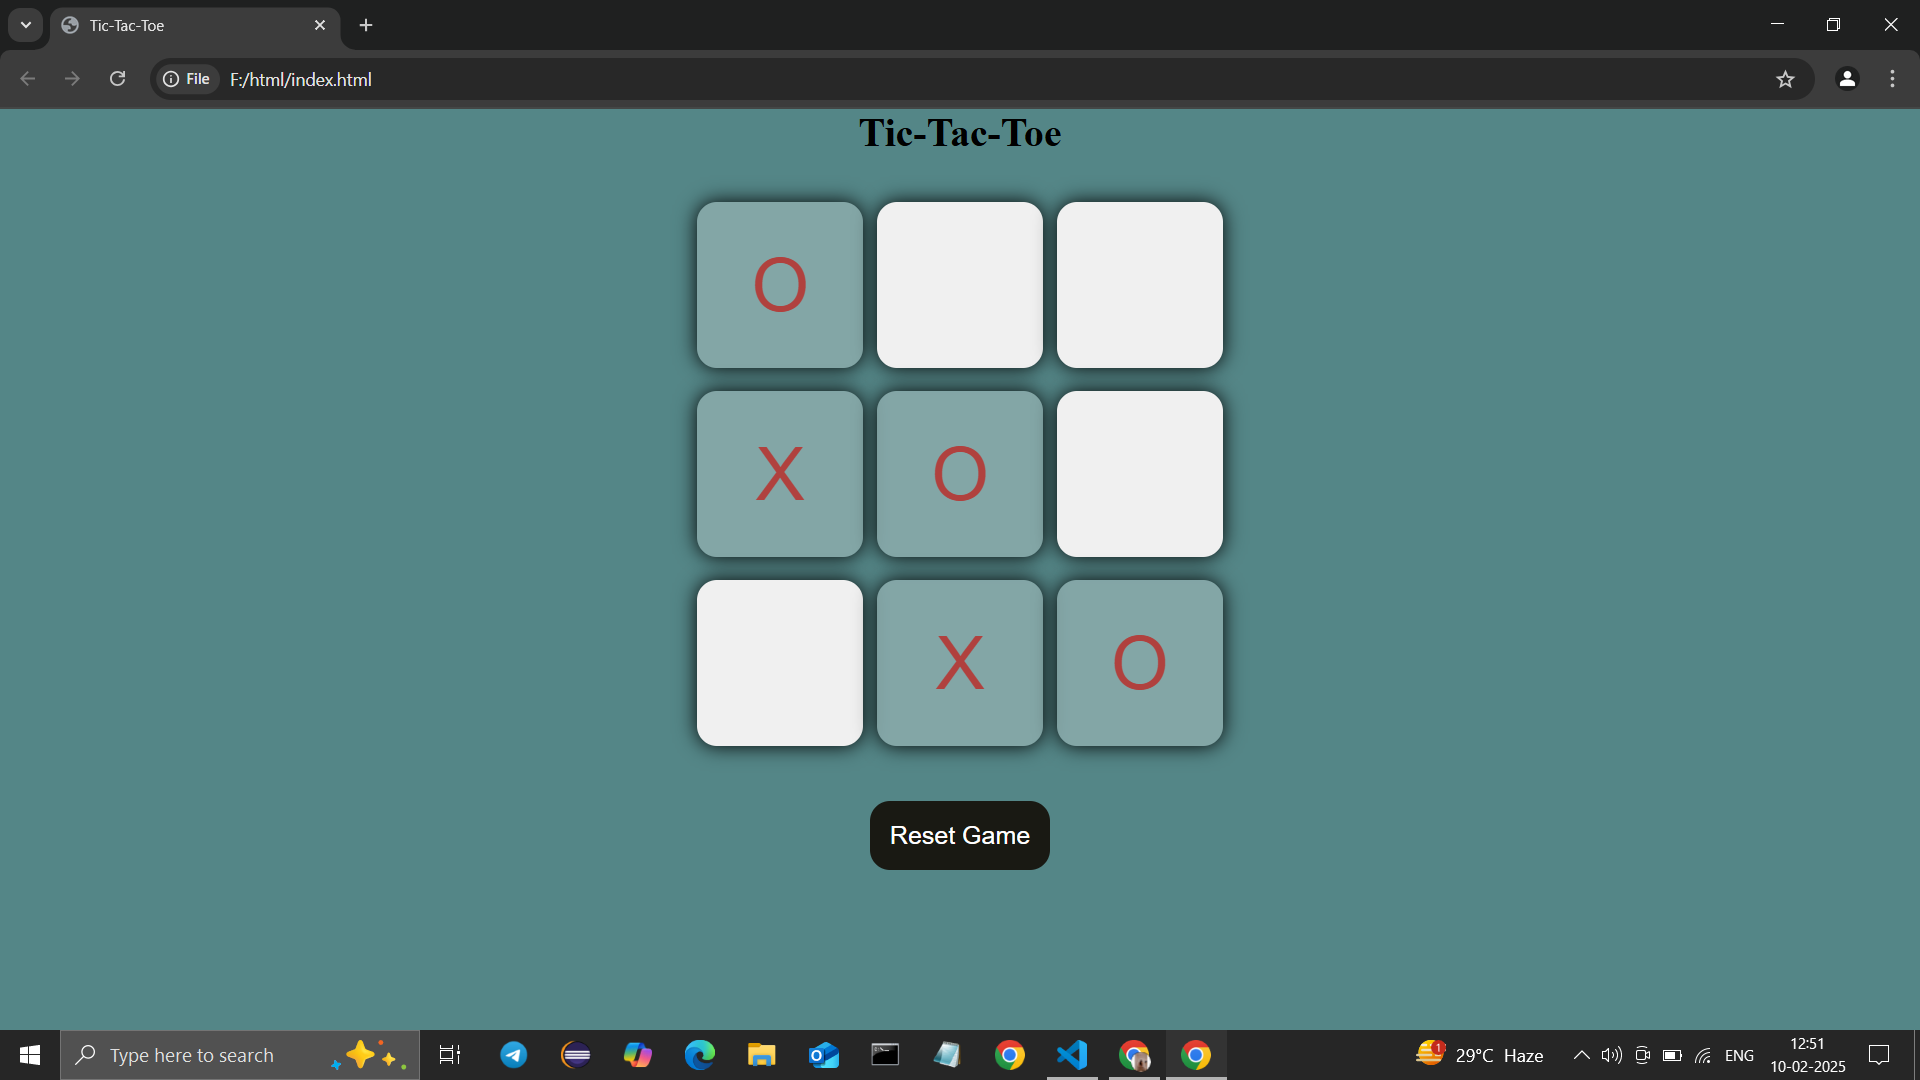 Tic-Tac-Toe
File F:/html/index.html
Tic-Tac-Toe
O
X O
X O
Reset Game
Type here to search
29°C Haze
ENG
12:51
10-02-2025